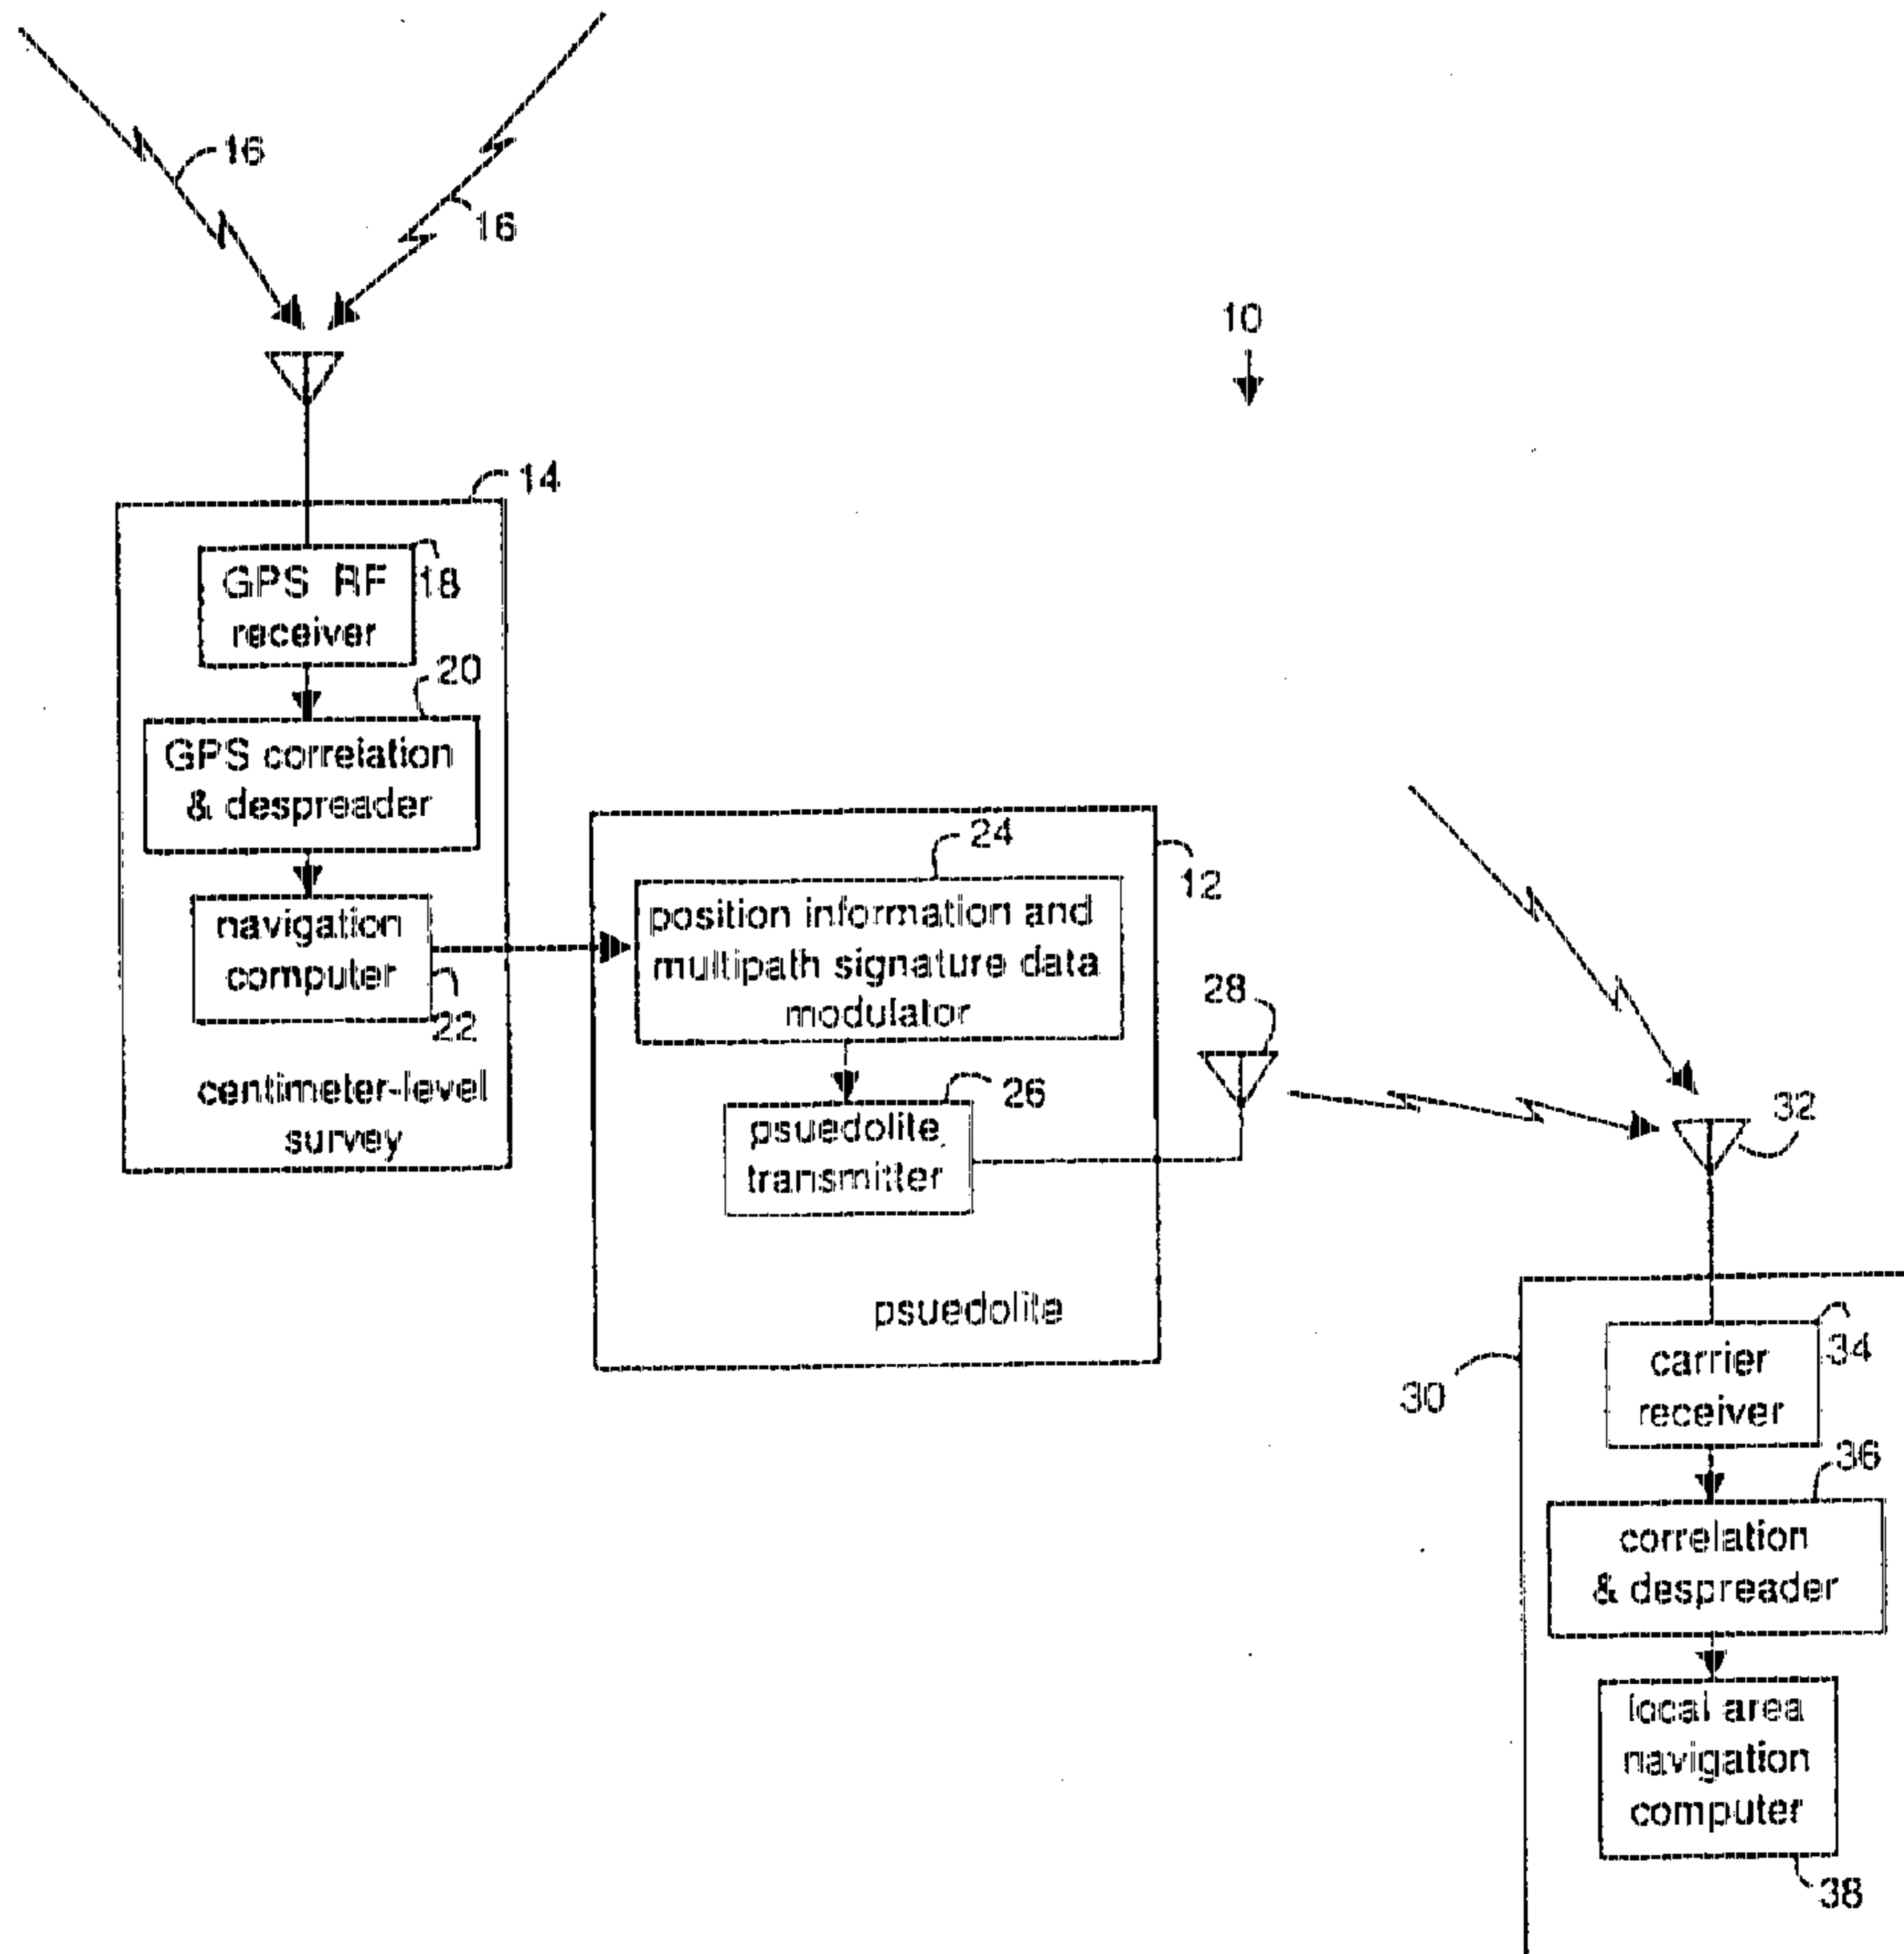 16
16
10
14
GPS RF
receiver
18
20
GPS correlation
& despreader
navigation
computer
22
centimeter-level
survey
24
12
position information and
multipath signature data
modulator
28
26
psuedolite
transmitter
psuedolite
32
30
carrier
receiver
34
36
correlation
& despreader
local area
navigation
computer
38